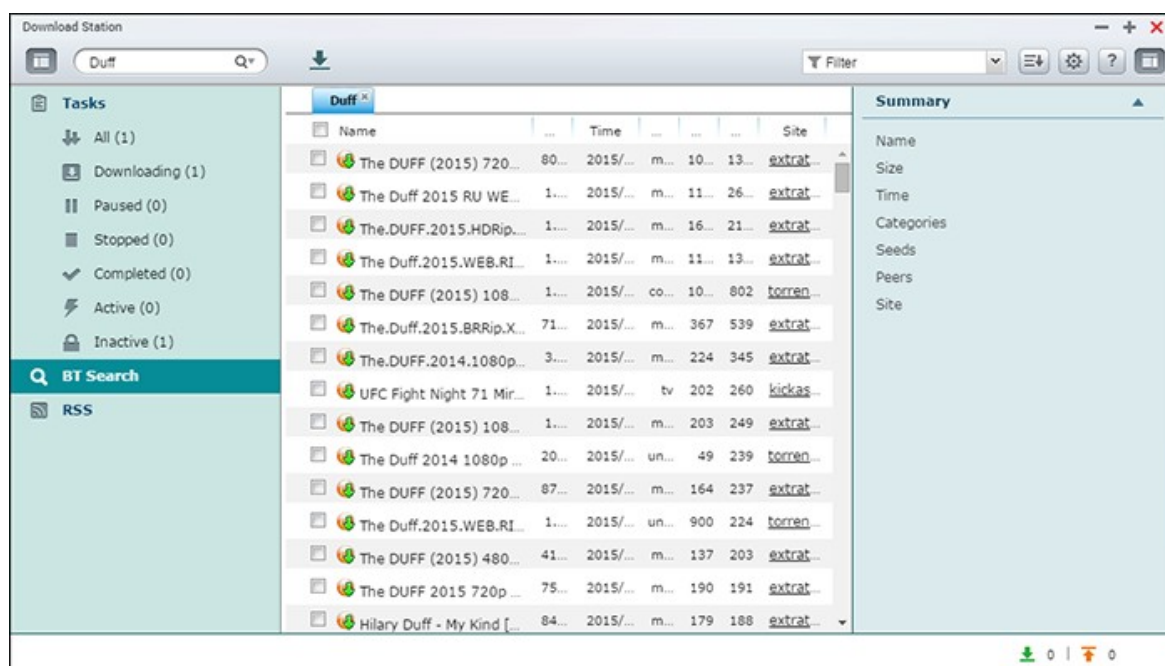 Download Station
Duff
Filter
?
Tasks
All (1)
Downloading (1)
Paused (0)
Stopped (0)
Completed (0)
Active (0)
Inactive (1)
BT Search
RSS
Duff
Name ... Time ... ... ... Site
The DUFF (2015) 720... 80... 2015/... m... 10... 13... extrat...
The Duff 2015 RU WE... 1.... 2015/... m... 11... 26... extrat...
The.DUFF.2015.HDRip.... 1.... 2015/... m... 16... 21... extrat...
The Duff.2015.WEB.RI... 1.... 2015/... m... 11... 13... extrat...
The DUFF (2015) 108... 1.... 2015/... co... 10... 802 torren...
The.Duff.2015.BRRip.X... 71... 2015/... m... 367 539 extrat...
The.DUFF.2014.1080p... 3.... 2015/... m... 224 345 extrat...
UFC Fight Night 71 Mir... 1.... 2015/... tv 202 260 kickas...
The DUFF (2015) 108... 1.... 2015/... m... 203 249 extrat...
The Duff 2014 1080p ... 20... 2015/... un... 49 239 torren...
The DUFF (2015) 720... 87... 2015/... m... 164 237 extrat...
The Duff.2015.WEB.RI... 1.... 2015/... un... 900 224 torren...
The DUFF (2015) 480... 41... 2015/... m... 137 203 extrat...
The DUFF 2015 720p ... 75... 2015/... m... 190 191 extrat...
Hilary Duff - My Kind [... 84... 2015/... m... 179 188 extrat...
Summary
Name
Size
Time
Categories
Seeds
Peers
Site
0 | 0